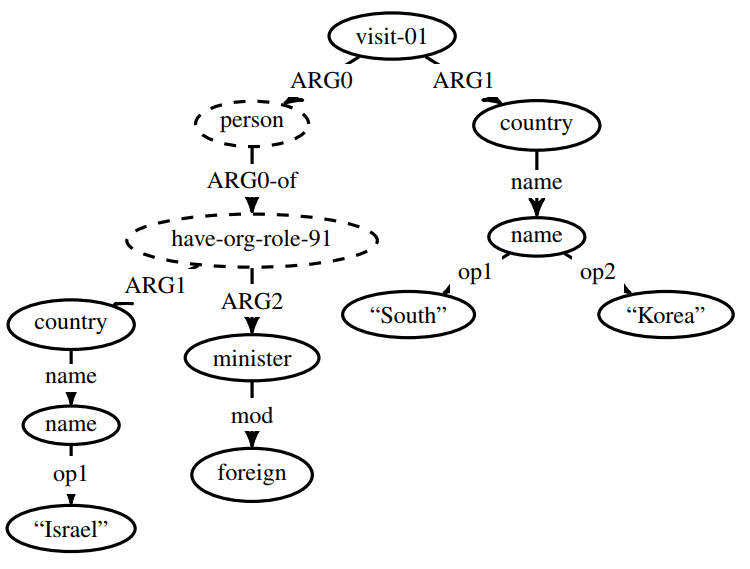 visit-01
ARG0 ARG1
person country
ARG0-of name
have-org-role-91 name
ARG1 ARG2 op1 op2
country minister “South” “Korea”
name mod
name foreign
op1
“Israel”